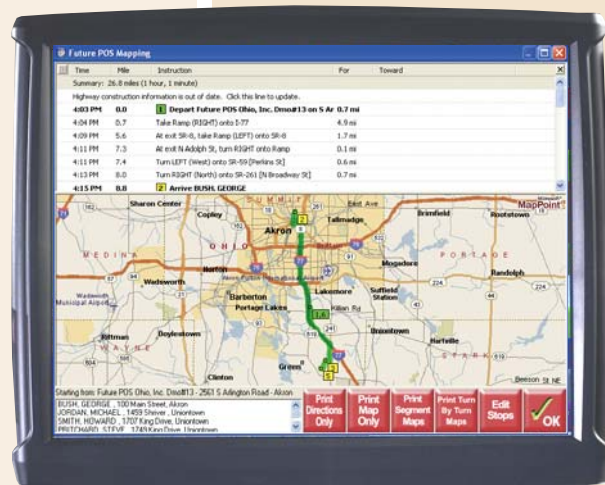 Future POS Mapping
Time Mile Instruction For Toward
Summary: 26.8 miles (1 hour, 1 minute)
Highway construction information is out of date. Click this line to update.
4:03 PM 0.0 1 Depart Future POS Ohio, Inc. Dmo#13 on S Ar 0.7 mi
4:04 PM 0.7 Take Ramp (RIGHT) onto I-77 4.9 mi
4:09 PM 5.6 At exit SR-8, take Ramp (LEFT) onto SR-8 1.7 mi
4:11 PM 7.3 At exit N Adolph St, turn RIGHT onto Ramp 0.1 mi
4:11 PM 7.4 Turn LEFT (West) onto SR-59 [Perkins St] 0.6 mi
4:13 PM 8.0 Turn RIGHT (North) onto SR-261 [N Broadway St] 0.7 mi
4:15 PM 8.8 2 Arrive BUSH, GEORGE
Microsoft
MapPoint
SUMMIT
Sharon Center
Copley
East Ave
Tallmadge
Brimfield
Rootstown
Akron
OHIO
MEDINA
PORTAGE
Norton
Mogadore
Randolph
Wadsworth
Wadsworth
Municipal Airport
Barberton
Lakemore
Suffield
Station
Portage Lakes
Killian Rd
Rittman
Doylestown
Uniontown
Hartville
WAYNE
STARK
Clinton
Green
Beeson St NE
Starting from: Future POS Ohio, Inc. Dmo#13 - 2561 S Arlington Road - Akron
BUSH, GEORGE , 100 Main Street, Akron
JORDAN, MICHAEL , 1459 Shriver , Uniontown
SMITH, HOWARD , 1707 King Drive, Uniontown
PRITCHARD, STEVE , 1749 King Drive, Uniontown
Print
Directions
Only
Print
Map
Only
Print
Segment
Maps
Print Turn
By Turn
Maps
Edit
Stops
OK